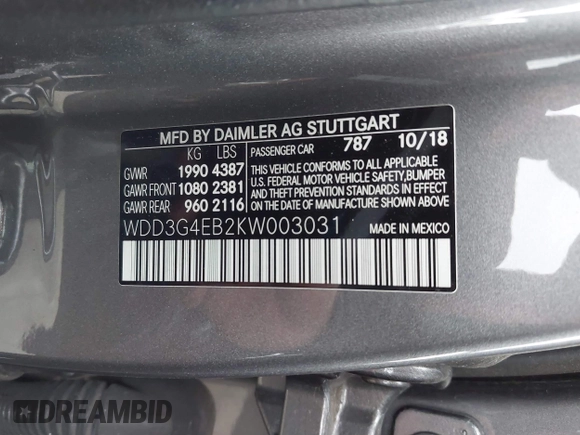 MFD BY DAIMLER AG STUTTGART
KG LBS PASSENGER CAR 787 10/18
GVWR 1990 4387
GAWR FRONT 1080 2381
GAWR REAR 960 2116
THIS VEHICLE CONFORMS TO ALL APPLICABLE
U.S. FEDERAL MOTOR VEHICLE SAFETY, BUMPER
AND THEFT PREVENTION STANDARDS IN EFFECT
ON THE DATE OF MANUFACTURE SHOWN ABOVE.
WDD3G4EB2KW003031 MADE IN MEXICO
DREAMBID